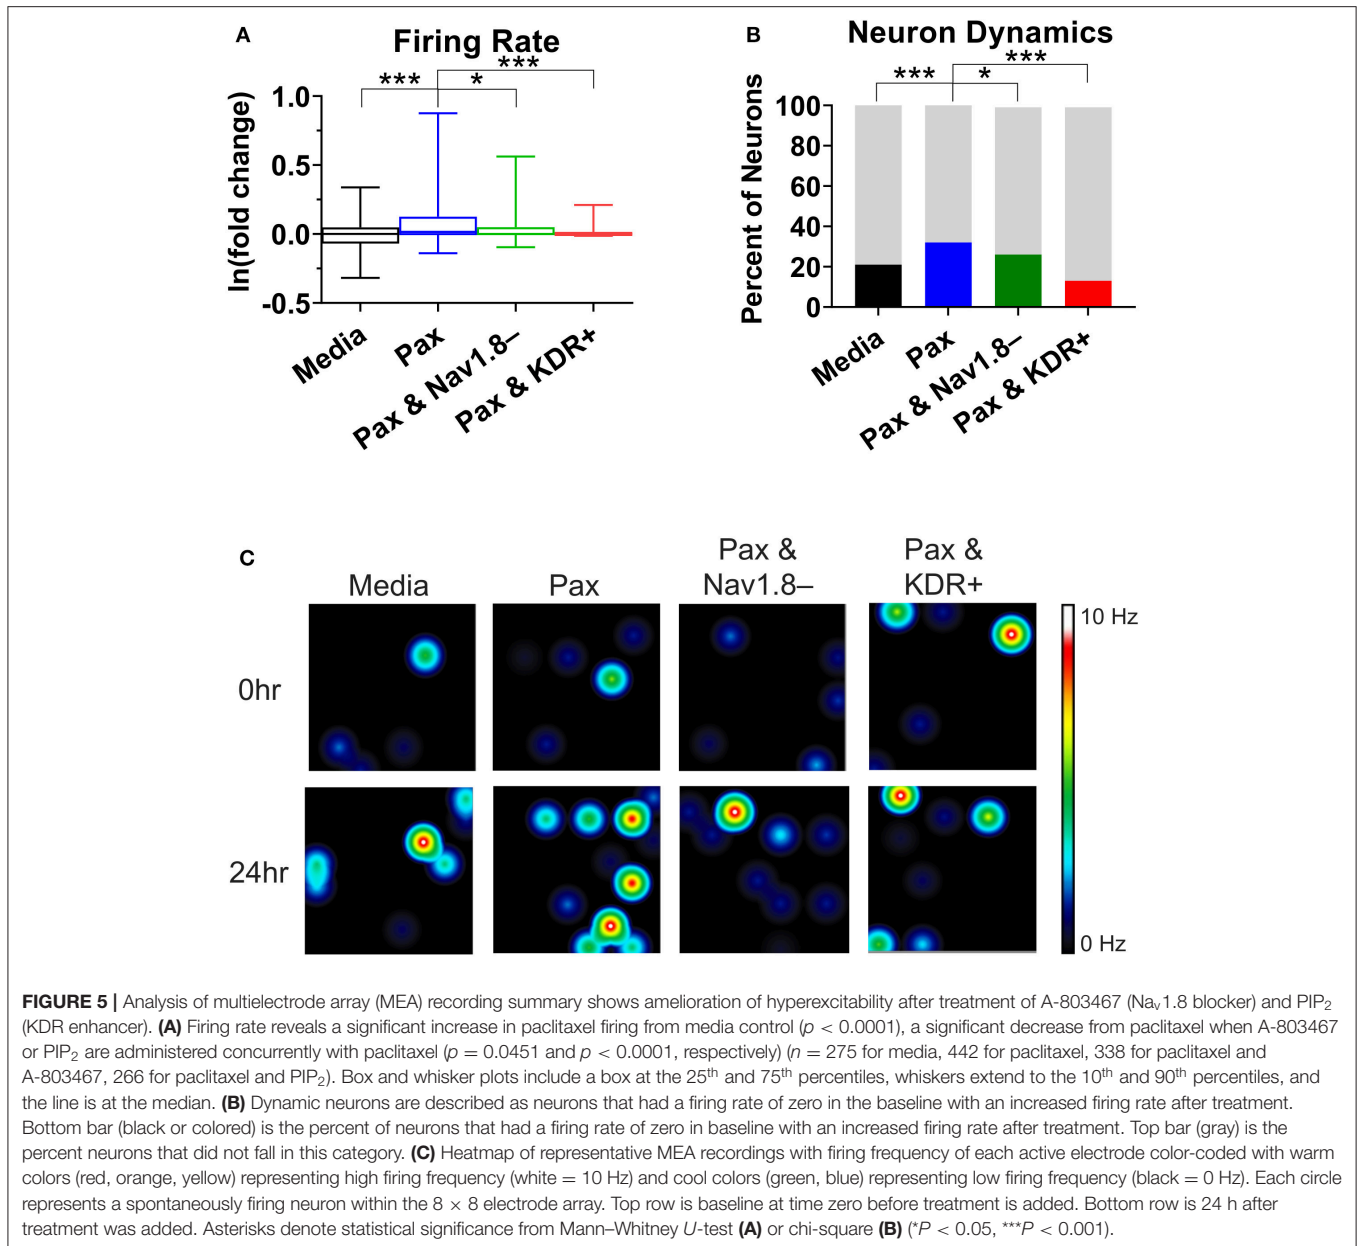 A
Firing Rate
***
***
*
ln(fold change)
1.0
0.5
0.0
-0.5
Media
Pax
Pax & Nav1.8–
Pax & KDR+
B
Neuron Dynamics
***
***
*
Percent of Neurons
100
80
60
40
20
0
Media
Pax
Pax & Nav1.8–
Pax & KDR+
C
Media
Pax
Pax &
Nav1.8–
Pax &
KDR+
0hr
24hr
10 Hz
0 Hz
FIGURE 5 | Analysis of multielectrode array (MEA) recording summary shows amelioration of hyperexcitability after treatment of A-803467 (Naᵥ1.8 blocker) and PIP₂
(KDR enhancer). (A) Firing rate reveals a significant increase in paclitaxel firing from media control (p < 0.0001), a significant decrease from paclitaxel when A-803467
or PIP₂ are administered concurrently with paclitaxel (p = 0.0451 and p < 0.0001, respectively) (n = 275 for media, 442 for paclitaxel, 338 for paclitaxel and
A-803467, 266 for paclitaxel and PIP₂). Box and whisker plots include a box at the 25th and 75th percentiles, whiskers extend to the 10th and 90th percentiles, and
the line is at the median. (B) Dynamic neurons are described as neurons that had a firing rate of zero in the baseline with an increased firing rate after treatment.
Bottom bar (black or colored) is the percent of neurons that had a firing rate of zero in baseline with an increased firing rate after treatment. Top bar (gray) is the
percent neurons that did not fall in this category. (C) Heatmap of representative MEA recordings with firing frequency of each active electrode color-coded with warm
colors (red, orange, yellow) representing high firing frequency (white = 10 Hz) and cool colors (green, blue) representing low firing frequency (black = 0 Hz). Each circle
represents a spontaneously firing neuron within the 8 × 8 electrode array. Top row is baseline at time zero before treatment is added. Bottom row is 24 h after
treatment was added. Asterisks denote statistical significance from Mann–Whitney U-test (A) or chi-square (B) (*P < 0.05, ***P < 0.001).